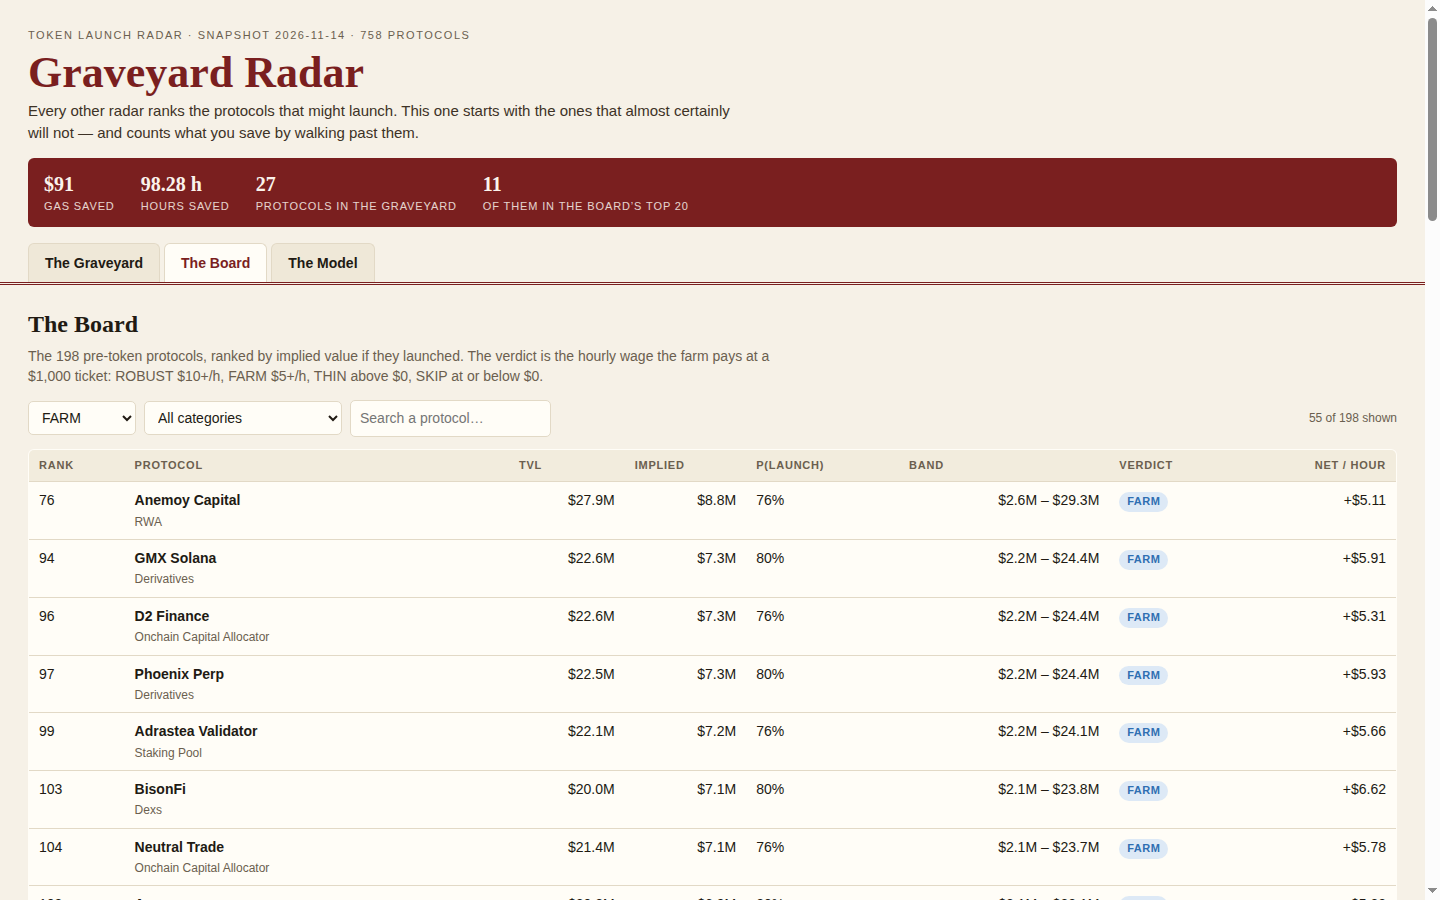 TOKEN LAUNCH RADAR · SNAPSHOT 2026-11-14 · 758 PROTOCOLS
Graveyard Radar
Every other radar ranks the protocols that might launch. This one starts with the ones that almost certainly
will not — and counts what you save by walking past them.
$91 98.28 h 27 11
GAS SAVED HOURS SAVED PROTOCOLS IN THE GRAVEYARD OF THEM IN THE BOARD'S TOP 20
The Graveyard The Board The Model
The Board
The 198 pre-token protocols, ranked by implied value if they launched. The verdict is the hourly wage the farm pays at a
$1,000 ticket: ROBUST $10+/h, FARM $5+/h, THIN above $0, SKIP at or below $0.
FARM All categories Search a protocol… 55 of 198 shown
RANK PROTOCOL TVL IMPLIED P(LAUNCH) BAND VERDICT NET / HOUR
76 Anemoy Capital $27.9M $8.8M 76% $2.6M – $29.3M FARM +$5.11
RWA
94 GMX Solana $22.6M $7.3M 80% $2.2M – $24.4M FARM +$5.91
Derivatives
96 D2 Finance $22.6M $7.3M 76% $2.2M – $24.4M FARM +$5.31
Onchain Capital Allocator
97 Phoenix Perp $22.5M $7.3M 80% $2.2M – $24.4M FARM +$5.93
Derivatives
99 Adrastea Validator $22.1M $7.2M 76% $2.2M – $24.1M FARM +$5.66
Staking Pool
103 BisonFi $20.0M $7.1M 80% $2.1M – $23.8M FARM +$6.62
Dexs
104 Neutral Trade $21.4M $7.1M 76% $2.1M – $23.7M FARM +$5.78
Onchain Capital Allocator